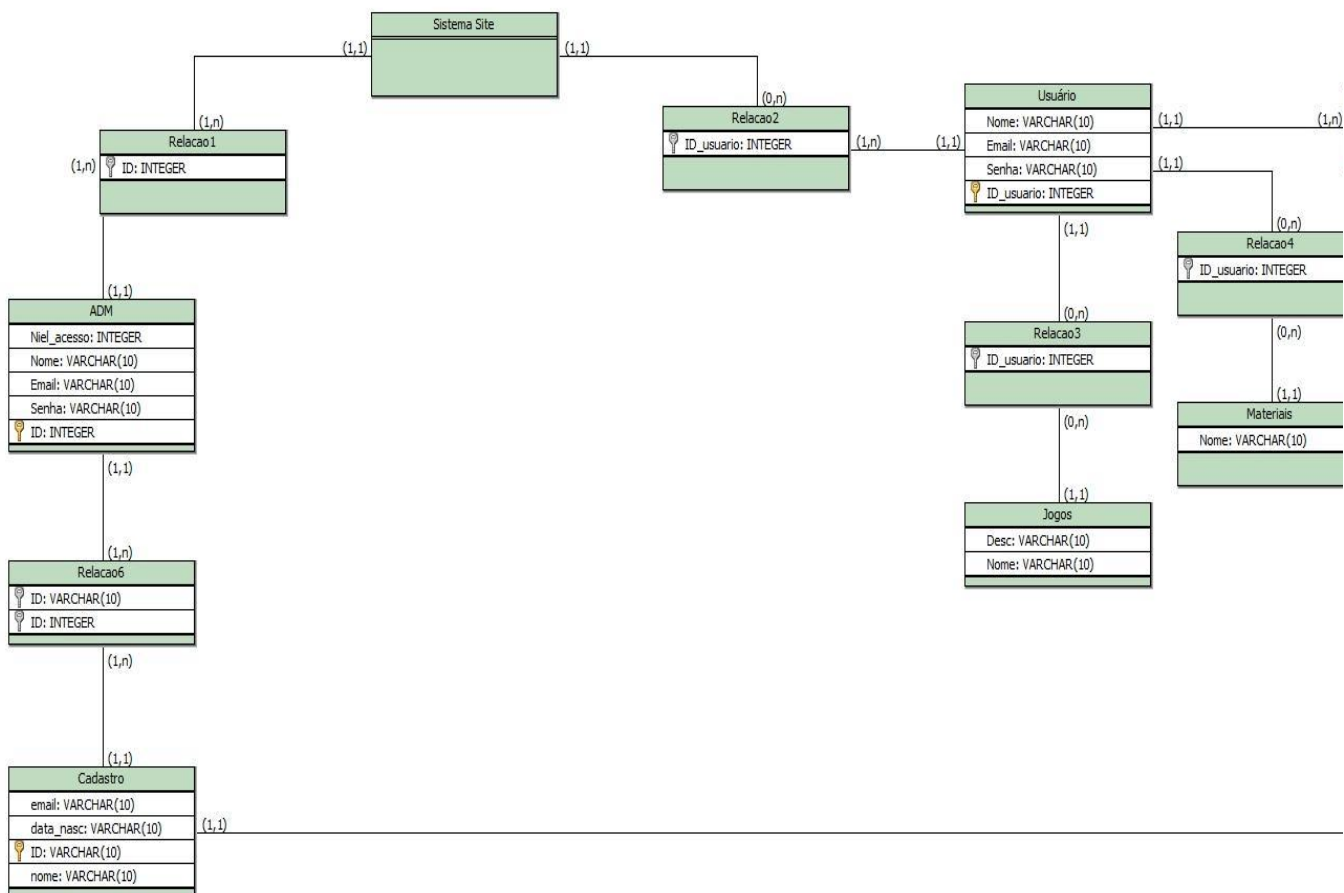 Sistema Site
(1,1)
(1,1)
(1,n)
(0,n)
Relacao1
ID: INTEGER
(1,n)
Relacao2
ID_usuario: INTEGER
(1,n)
(1,1)
Usuário
Nome: VARCHAR(10)
Email: VARCHAR(10)
Senha: VARCHAR(10)
ID_usuario: INTEGER
(1,1)
(1,n)
(1,1)
(0,n)
Relacao4
ID_usuario: INTEGER
(0,n)
(1,1)
Materiais
Nome: VARCHAR(10)
(1,1)
(0,n)
Relacao3
ID_usuario: INTEGER
(0,n)
(1,1)
Jogos
Desc: VARCHAR(10)
Nome: VARCHAR(10)
(1,1)
ADM
Niel_acesso: INTEGER
Nome: VARCHAR(10)
Email: VARCHAR(10)
Senha: VARCHAR(10)
ID: INTEGER
(1,1)
(1,n)
Relacao6
ID: VARCHAR(10)
ID: INTEGER
(1,n)
(1,1)
Cadastro
email: VARCHAR(10)
data_nasc: VARCHAR(10)
ID: VARCHAR(10)
nome: VARCHAR(10)
(1,1)